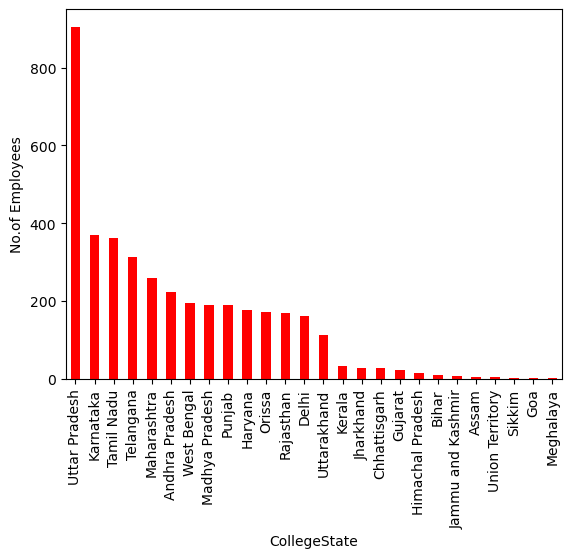 No.of Employees
800
600
400
200
0
Uttar Pradesh
Karnataka
Tamil Nadu
Telangana
Maharashtra
Andhra Pradesh
West Bengal
Madhya Pradesh
Punjab
Haryana
Orissa
Rajasthan
Delhi
Uttarakhand
Kerala
Jharkhand
Chhattisgarh
Gujarat
Himachal Pradesh
Bihar
Jammu and Kashmir
Assam
Union Territory
Sikkim
Goa
Meghalaya
CollegeState